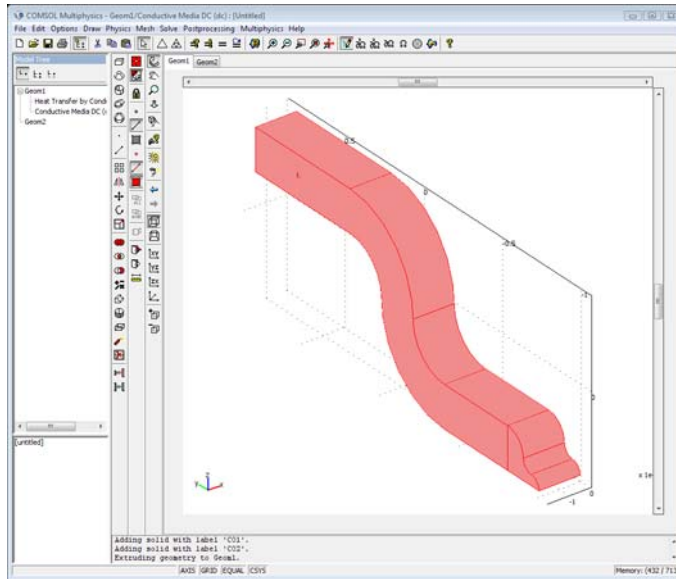 COMSOL Multiphysics - Geom1/Conductive Media DC (dc) : [Untitled]
File Edit Options Draw Physics Mesh Solve Postprocessing Multiphysics Help
Model Tree
Geom1
Heat Transfer by Condu
Conductive Media DC (d
Geom2
[untitled]
Geom1 Geom2
0.5
0
-0.5
-1
0
0
-1
x 1e
z
y x
Adding solid with label 'CO1'.
Adding solid with label 'CO2'.
Extruding geometry to Geom1.
AXIS GRID EQUAL CSYS
Memory: (432 / 71